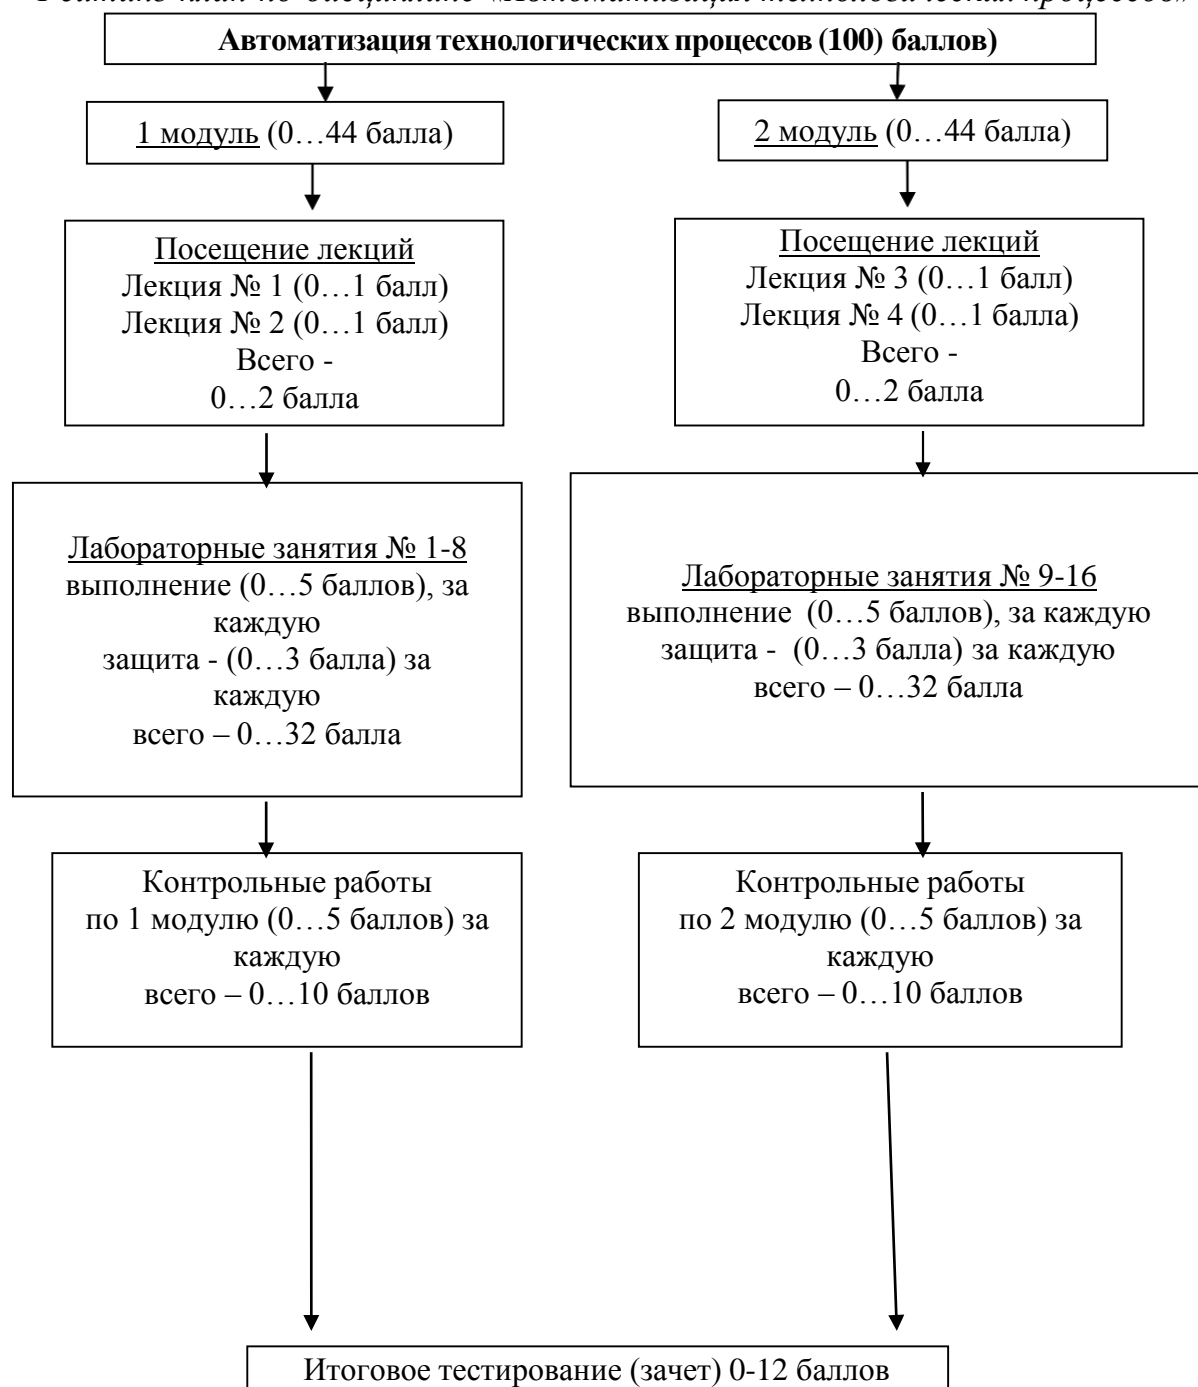 Автоматизация технологических процессов (100) баллов)
1 модуль (0…44 балла)
2 модуль (0…44 балла)
Посещение лекций
Лекция № 1 (0…1 балл)
Лекция № 2 (0…1 балл)
Всего -
0…2 балла
Посещение лекций
Лекция № 3 (0…1 балл)
Лекция № 4 (0…1 балла)
Всего -
0…2 балла
Лабораторные занятия № 1-8
выполнение (0…5 баллов), за
каждую
защита - (0…3 балла) за
каждую
всего – 0…32 балла
Лабораторные занятия № 9-16
выполнение (0…5 баллов), за каждую
защита - (0…3 балла) за каждую
всего – 0…32 балла
Контрольные работы
по 1 модулю (0…5 баллов) за
каждую
всего – 0…10 баллов
Контрольные работы
по 2 модулю (0…5 баллов) за
каждую
всего – 0…10 баллов
Итоговое тестирование (зачет) 0-12 баллов